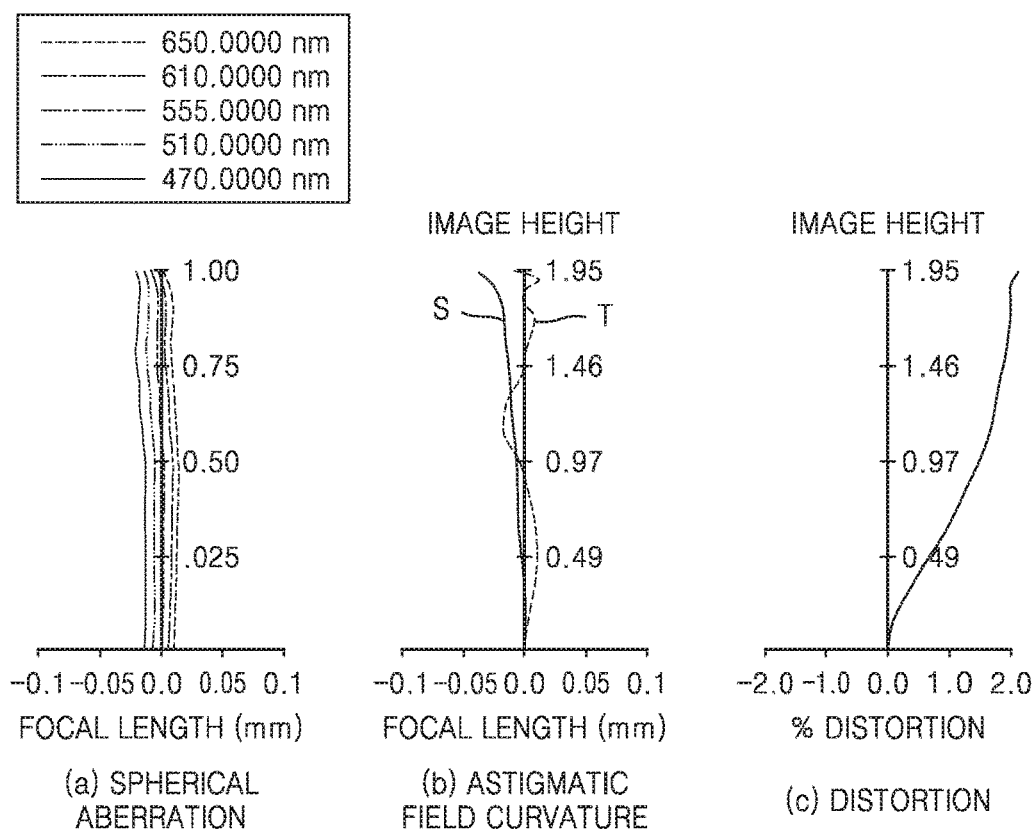 650.0000 nm
610.0000 nm
555.0000 nm
510.0000 nm
470.0000 nm
IMAGE HEIGHT
IMAGE HEIGHT
1.00
0.75
0.50
.025
-0.1 -0.05 0.0 0.05 0.1
FOCAL LENGTH (mm)
(a) SPHERICAL
ABERRATION
1.95
S
T
1.46
0.97
0.49
-0.1 -0.05 0.0 0.05 0.1
FOCAL LENGTH (mm)
(b) ASTIGMATIC
FIELD CURVATURE
1.95
1.46
0.97
0.49
-2.0 -1.0 0.0 1.0 2.0
% DISTORTION
(c) DISTORTION